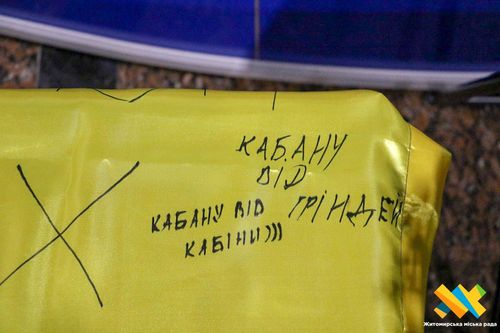 КАБАНУ
ВІД
ГРІНДЕЙ
КАБАНУ ВІД
КАБІНИ)))
Житомирська міська рада